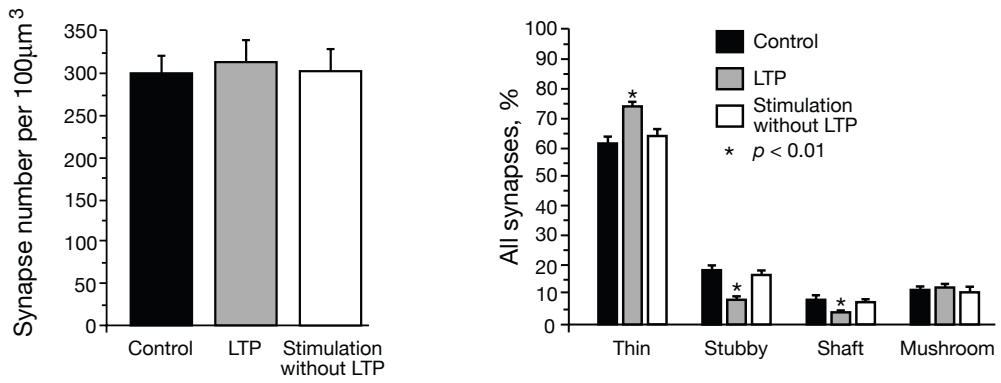 Synapse number per 100µm³
350
300
250
200
150
100
50
0
Control
LTP
Stimulation
without LTP
All synapses, %
100
90
80
70
60
50
40
30
20
10
0
Control
LTP
Stimulation
without LTP
* p < 0.01
*
*
*
Thin
Stubby
Shaft
Mushroom